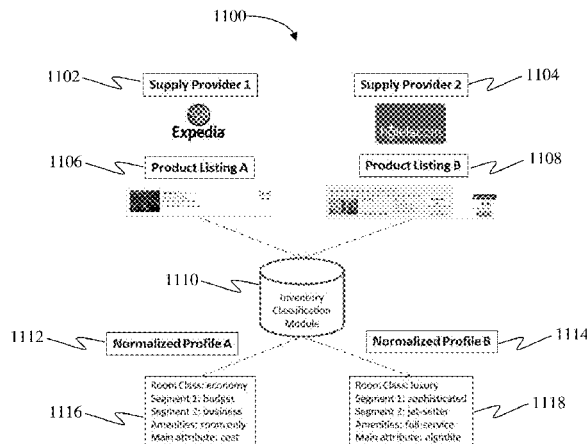 1100
1102
Supply Provider 1
Supply Provider 2
1104
Expedia
1106
Product Listing A
Product Listing B
1108
1110
Inventory
Classification
Module
1112
Normalized Profile A
Normalized Profile B
1114
Room Class: economy
Segment 1: budget
Segment 2: business
Amenities: room only
Main attribute: cost
1116
Room Class: luxury
Segment 1: sophisticated
Segment 2: jet-setter
Amenities: full-service
Main attribute:
1118